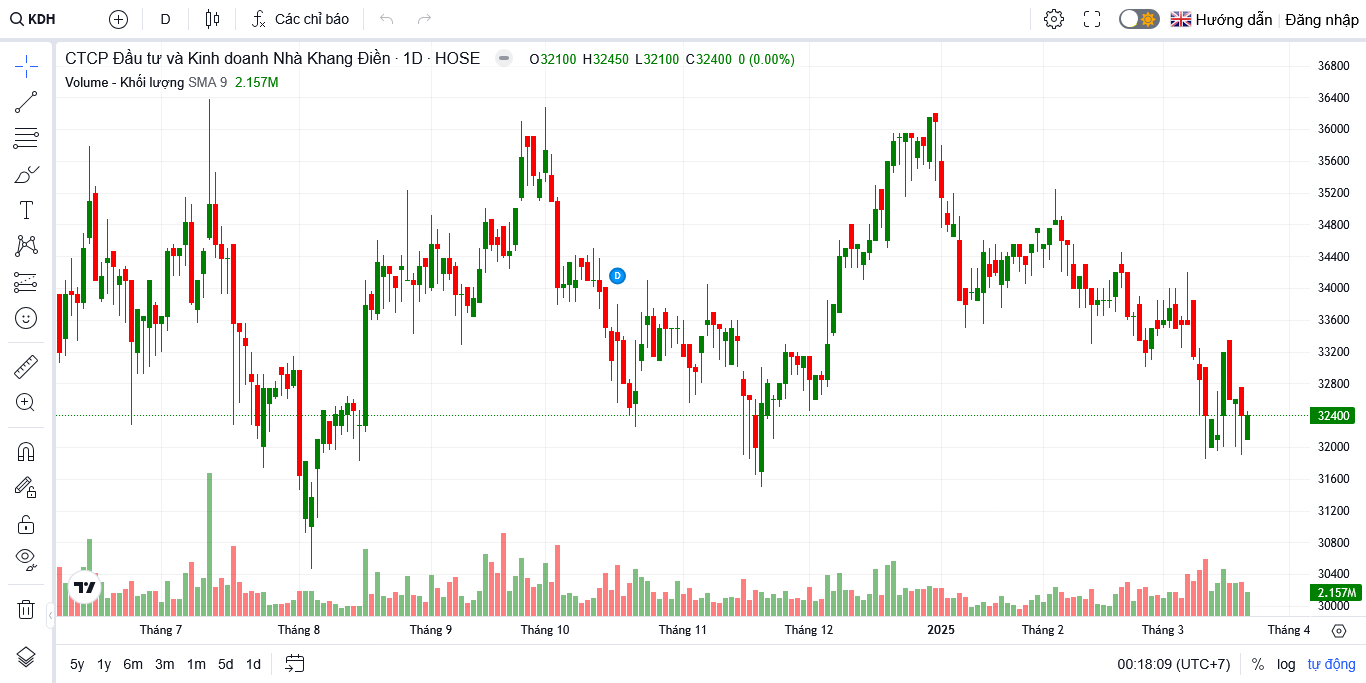 KDH D Các chỉ báo Hướng dẫn Đăng nhập
CTCP Đầu tư và Kinh doanh Nhà Khang Điền · 1D · HOSE O32100 H32450 L32100 C32400 0 (0.00%)
Volume - Khối lượng SMA 9 2.157M
36800
36400
36000
35600
35200
34800
34400
34000
33600
33200
32800
32400
32000
31600
31200
30800
30400
2.157M
30000
D
Tháng 7 Tháng 8 Tháng 9 Tháng 10 Tháng 11 Tháng 12 2025 Tháng 2 Tháng 3 Tháng 4
5y 1y 6m 3m 1m 5d 1d 00:18:09 (UTC+7) % log tự động